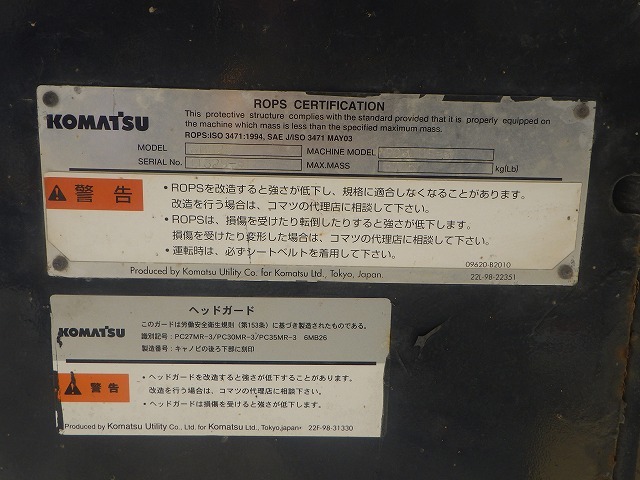 ROPS CERTIFICATION
KOMATSU
This protective structure complies with the standard provided that it is properly equipped on
the machine which mass is less than the specified maximum mass.
ROPS:ISO 3471:1994, SAE J/ISO 3471 MAY03
MODEL
MACHINE MODEL
SERIAL No.
MAX.MASS
kg(Lb)
警告
・ROPSを改造すると強さが低下し、規格に適合しなくなることがあります。
改造を行う場合は、コマツの代理店に相談して下さい。
・ROPSは、損傷を受けたり転倒したりすると強さが低下します。
損傷を受けたり変形した場合は、コマツの代理店に相談して下さい。
・運転時は、必ずシートベルトを着用して下さい。
09620-B2010
Produced by Komatsu Utility Co. for Komatsu Ltd., Tokyo, Japan.
22L-98-22351
ヘッドガード
KOMATSU
このガードは労働安全衛生規則（第153条）に基づき製造されたものである。
識別記号：PC27MR-3/PC30MR-3/PC35MR-3 6MB26
製造番号：キャノピの後ろ下部に刻印
警告
・ヘッドガードを改造すると強さが低下することがあります。
改造を行う場合は、コマツの代理店に相談して下さい。
・ヘッドガードは損傷を受けると強さが低下します。
Produced by Komatsu Utility Co., Ltd. for Komatsu Ltd., Tokyo,japan・ 22F-98-31330